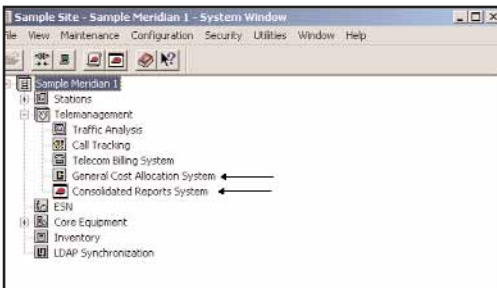 Sample Site - Sample Meridian 1 - System Window
File View Maintenance Configuration Security Utilities Window Help
Sample Meridian 1
Stations
Telemanagement
Traffic Analysis
Call Tracking
Telecom Billing System
General Cost Allocation System
Consolidated Reports System
ESN
Core Equipment
Inventory
LDAP Synchronization